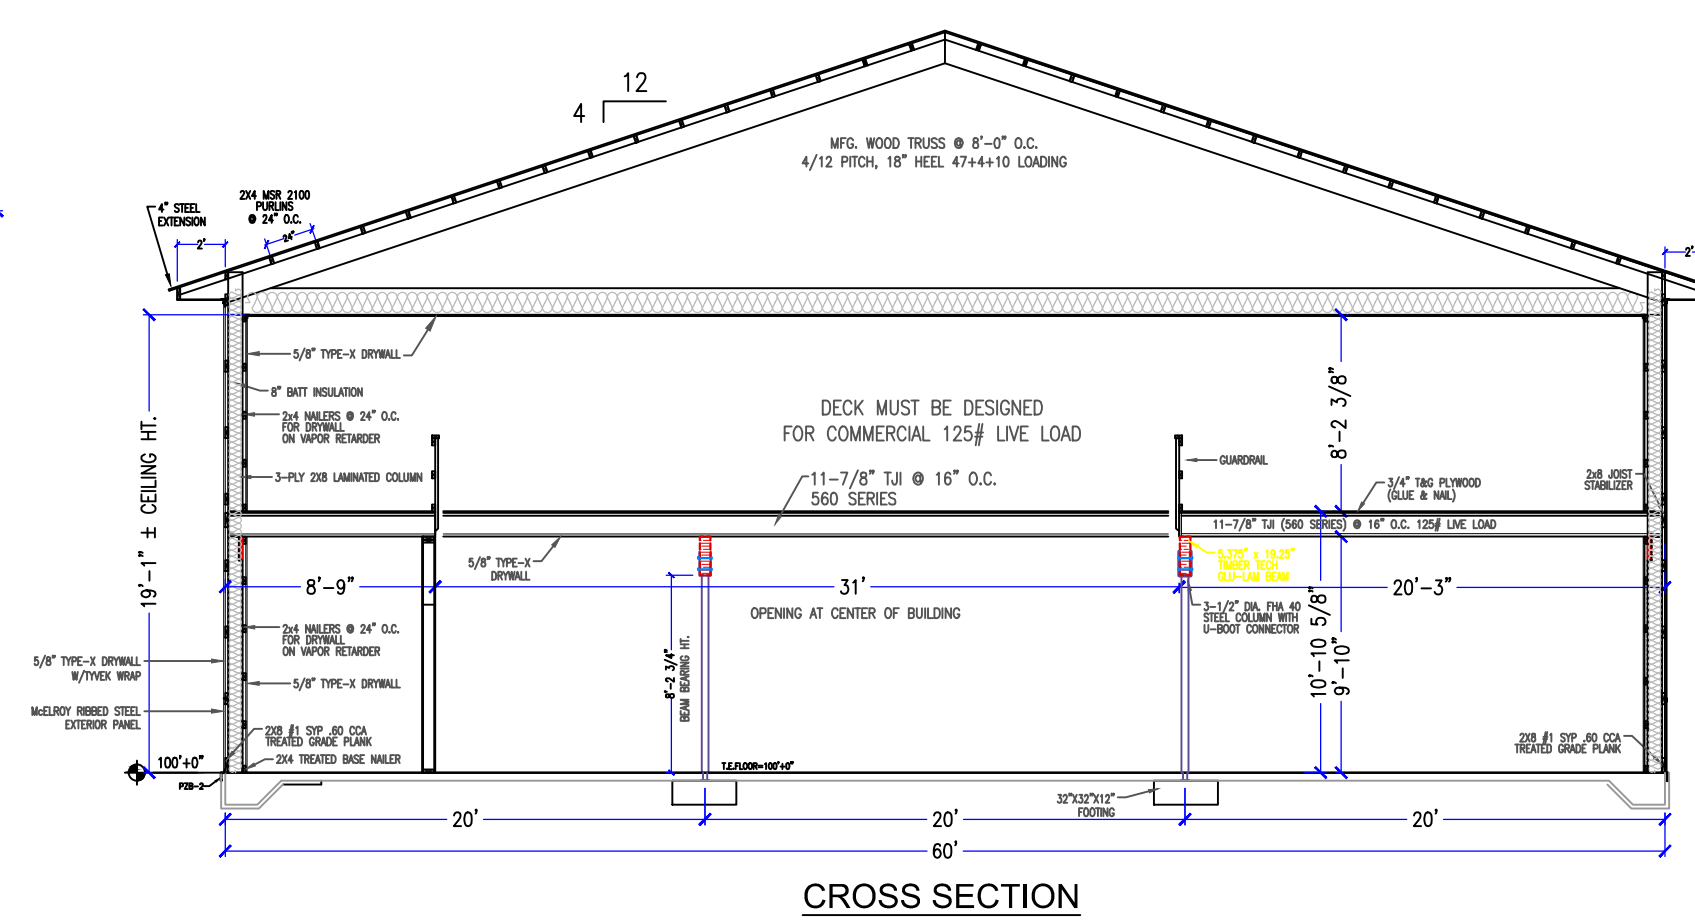 12
4
MFG. WOOD TRUSS @ 8'-0" O.C.
4/12 PITCH, 18" HEEL 47+4+10 LOADING
4" STEEL
EXTENSION
2X4 MSR 2100
PURLINS
@ 24" O.C.
24"
2'
2'
5/8" TYPE-X DRYWALL
8" BATT INSULATION
2x4 NAILERS @ 24" O.C.
FOR DRYWALL
ON VAPOR RETARDER
3-PLY 2X8 LAMINATED COLUMN
19'-1" ± CEILING HT.
DECK MUST BE DESIGNED
FOR COMMERCIAL 125# LIVE LOAD
11-7/8" TJI @ 16" O.C.
560 SERIES
GUARDRAIL
8'-2 3/8"
3/4" T&G PLYWOOD
(GLUE & NAIL)
2x8 JOIST
STABILIZER
11-7/8" TJI (560 SERIES) @ 16" O.C. 125# LIVE LOAD
5/8" TYPE-X
DRYWALL
5.375" x 19.25"
TIMBER TECH
GLU-LAM BEAM
8'-9"
31'
20'-3"
OPENING AT CENTER OF BUILDING
3-1/2" DIA. FHA 40
STEEL COLUMN WITH
U-BOOT CONNECTOR
10'-10 5/8"
9'-10"
8'-2 3/4"
BEAM BEARING HT.
2x4 NAILERS @ 24" O.C.
FOR DRYWALL
ON VAPOR RETARDER
5/8" TYPE-X DRYWALL
W/TYVEK WRAP
5/8" TYPE-X DRYWALL
McELROY RIBBED STEEL
EXTERIOR PANEL
2X8 #1 SYP .60 CCA
TREATED GRADE PLANK
2X4 TREATED BASE NAILER
2X8 #1 SYP .60 CCA
TREATED GRADE PLANK
100'+0"
T.E.FLOOR=100'+0"
PZB-2
32"X32"X12"
FOOTING
20'
20'
20'
60'
CROSS SECTION